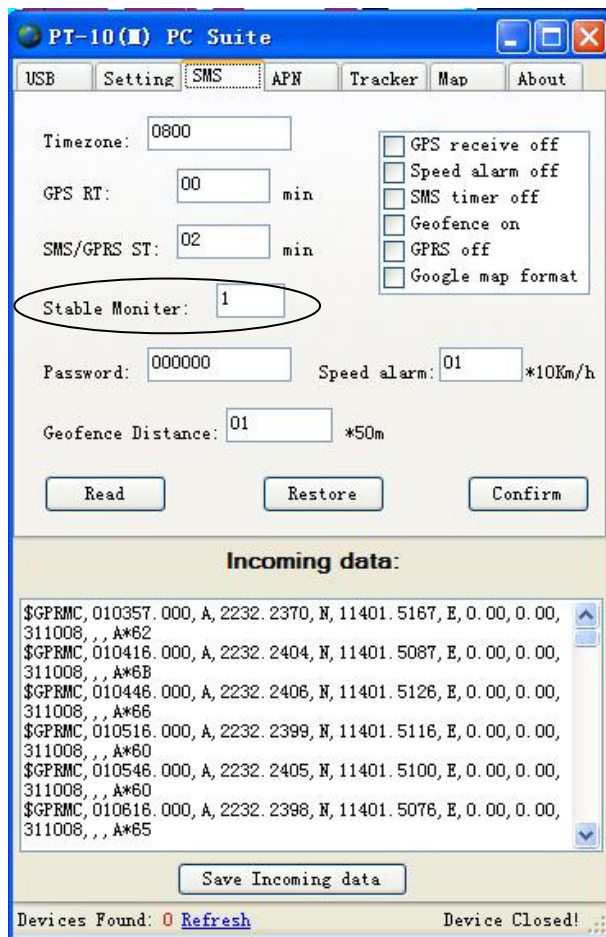 PT-10(Ⅲ) PC Suite
USB Setting SMS APN Tracker Map About
Timezone: 0800
GPS receive off
Speed alarm off
GPS RT: 00 min
SMS timer off
Geofence on
SMS/GPRS ST: 02 min
GPRS off
Google map format
Stable Moniter: 1
Password: 000000 Speed alarm: 01 *10Km/h
Geofence Distance: 01 *50m
Read Restore Confirm
Incoming data:
$GPRMC,010357.000,A,2232.2370,N,11401.5167,E,0.00,0.00,
311008,,,A*62
$GPRMC,010416.000,A,2232.2404,N,11401.5087,E,0.00,0.00,
311008,,,A*6B
$GPRMC,010446.000,A,2232.2406,N,11401.5126,E,0.00,0.00,
311008,,,A*66
$GPRMC,010516.000,A,2232.2399,N,11401.5116,E,0.00,0.00,
311008,,,A*60
$GPRMC,010546.000,A,2232.2405,N,11401.5100,E,0.00,0.00,
311008,,,A*60
$GPRMC,010616.000,A,2232.2398,N,11401.5076,E,0.00,0.00,
311008,,,A*65
Save Incoming data
Devices Found: 0 Refresh Device Closed!